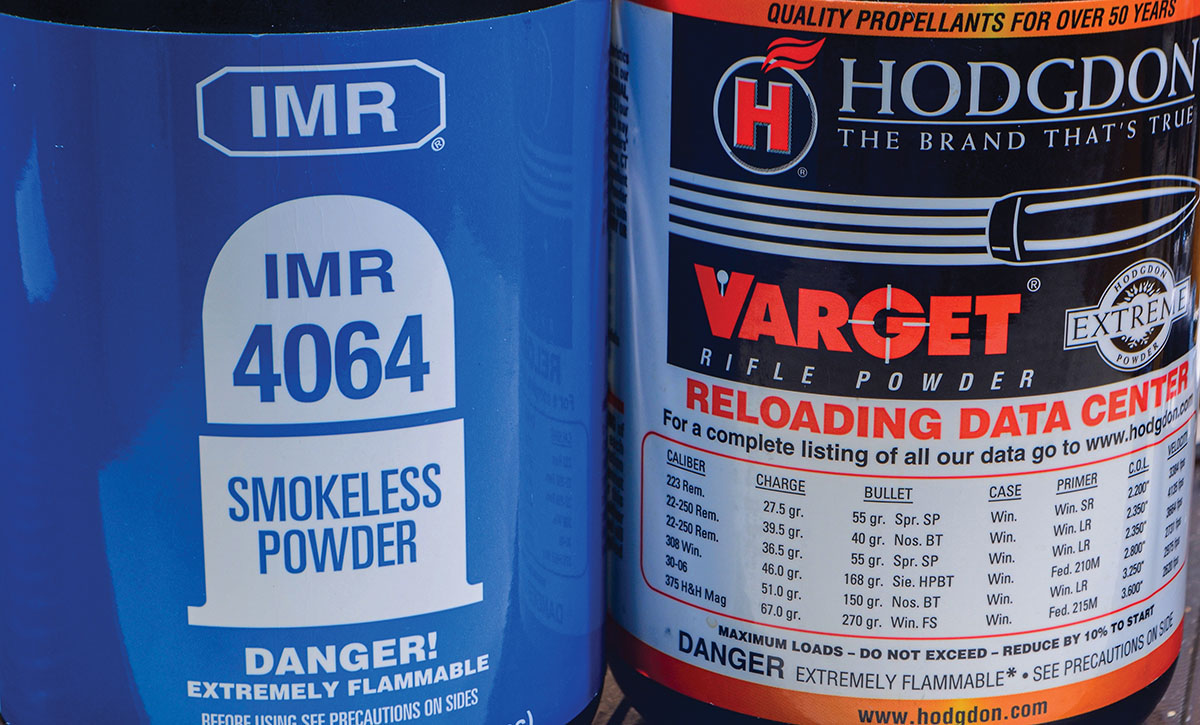 IMR®
IMR
4064
SMOKELESS
POWDER
DANGER!
EXTREMELY FLAMMABLE
BEFORE USING SEE PRECAUTIONS ON SIDES
QUALITY PROPELLANTS FOR OVER 50 YEARS
H ®
HODGDON
THE BRAND THAT'S TRUE
VARGET®
RIFLE POWDER
HODGDON
EXTREME
POWDER
RELOADING DATA CENTER
For a complete listing of all our data go to www.hodgdon.com
CALIBER CHARGE BULLET CASE PRIMER C.O.L. VELOCITY
223 Rem. 27.5 gr. 55 gr. Spr. SP Win. Win. SR 2.200"
22-250 Rem. 39.5 gr. 40 gr. Nos. BT Win. Win. LR 2.350"
22-250 Rem. 36.5 gr. 55 gr. Spr. SP Win. Win. LR 2.350"
308 Win. 46.0 gr. 168 gr. Sie. HPBT Win. Fed. 210M 2.800"
30-06 51.0 gr. 150 gr. Nos. BT Win. Win. LR 3.250"
375 H&H Mag 67.0 gr. 270 gr. Win. FS Win. Fed. 215M 3.600"
MAXIMUM LOADS – DO NOT EXCEED – REDUCE BY 10% TO START
DANGER EXTREMELY FLAMMABLE* • SEE PRECAUTIONS ON SIDE
www.hodgdon.com